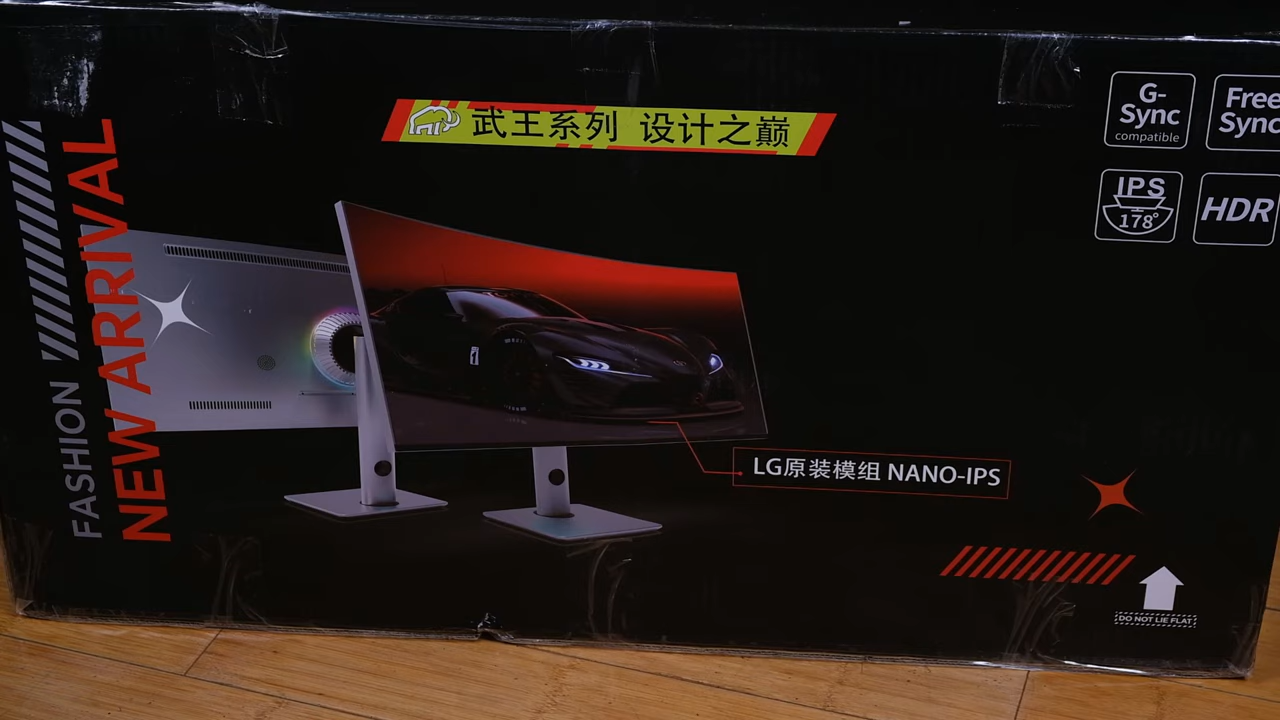 武王系列 设计之巅
G-Sync
compatible
Free
Sync
IPS
178°
HDR
FASHION
NEW ARRIVAL
1
LG原装模组 NANO-IPS
DO NOT LIE FLAT